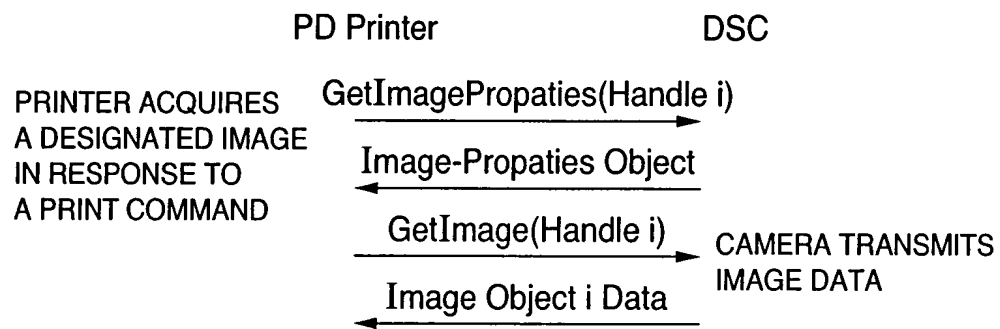 PD Printer DSC
PRINTER ACQUIRES
A DESIGNATED IMAGE
IN RESPONSE TO
A PRINT COMMAND
GetImagePropaties(Handle i)
Image-Propaties Object
GetImage(Handle i)
Image Object i Data
CAMERA TRANSMITS
IMAGE DATA